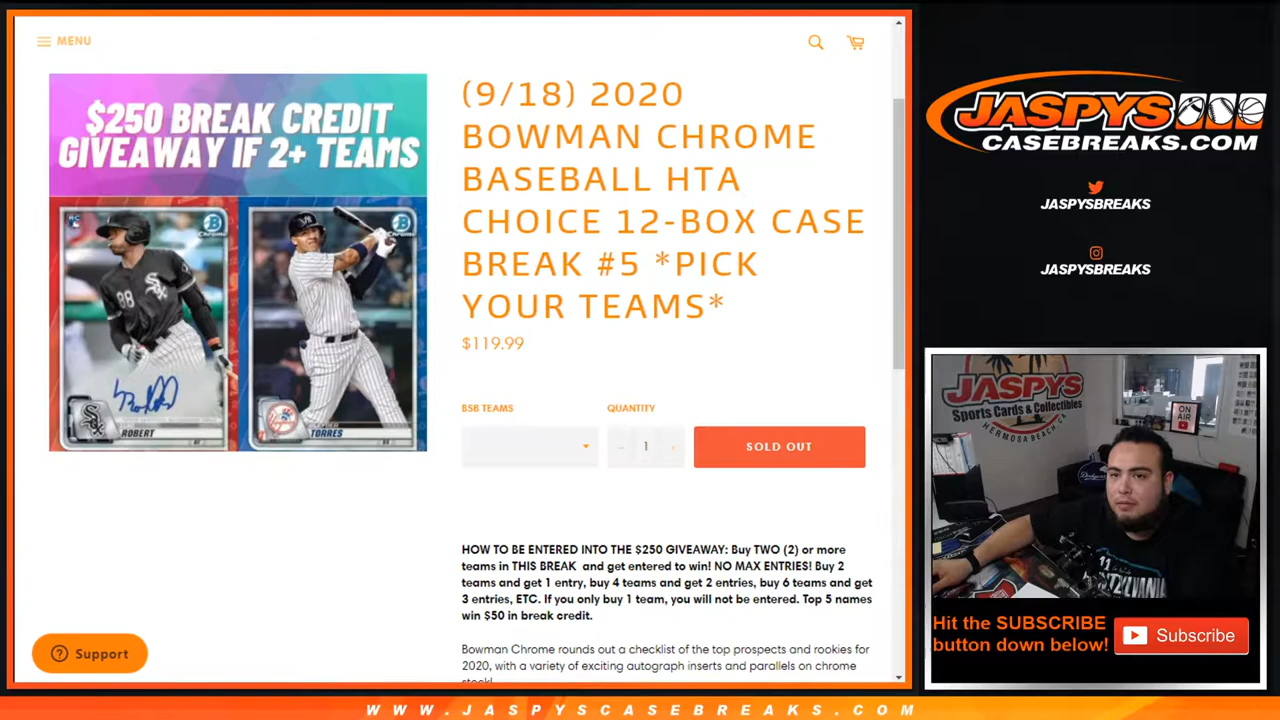 MENU
$250 BREAK CREDIT
GIVEAWAY IF 2+ TEAMS
ROBERT
TORRES
(9/18) 2020
BOWMAN CHROME
BASEBALL HTA
CHOICE 12-BOX CASE
BREAK #5 *PICK
YOUR TEAMS*
$119.99
BSB TEAMS
QUANTITY
− 1 +
SOLD OUT
HOW TO BE ENTERED INTO THE $250 GIVEAWAY: Buy TWO (2) or more
teams in THIS BREAK and get entered to win! NO MAX ENTRIES! Buy 2
teams and get 1 entry, buy 4 teams and get 2 entries, buy 6 teams and get
3 entries, ETC. If you only buy 1 team, you will not be entered. Top 5 names
win $50 in break credit.
Bowman Chrome rounds out a checklist of the top prospects and rookies for
2020, with a variety of exciting autograph inserts and parallels on chrome
stock!
Support
JASPYS
CASEBREAKS.COM
JASPYSBREAKS
JASPYSBREAKS
JASPYS
Sports Cards & Collectibles
HERMOSA BEACH
ON
AIR
Dodgers
11
Hit the SUBSCRIBE
button down below!
Subscribe
WWW.JASPYSCASEBREAKS.COM